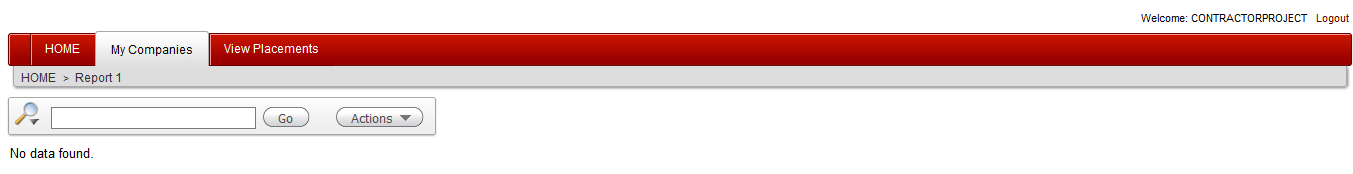 Welcome: CONTRACTORPROJECT Logout
HOME My Companies View Placements
HOME > Report 1
Go Actions
No data found.